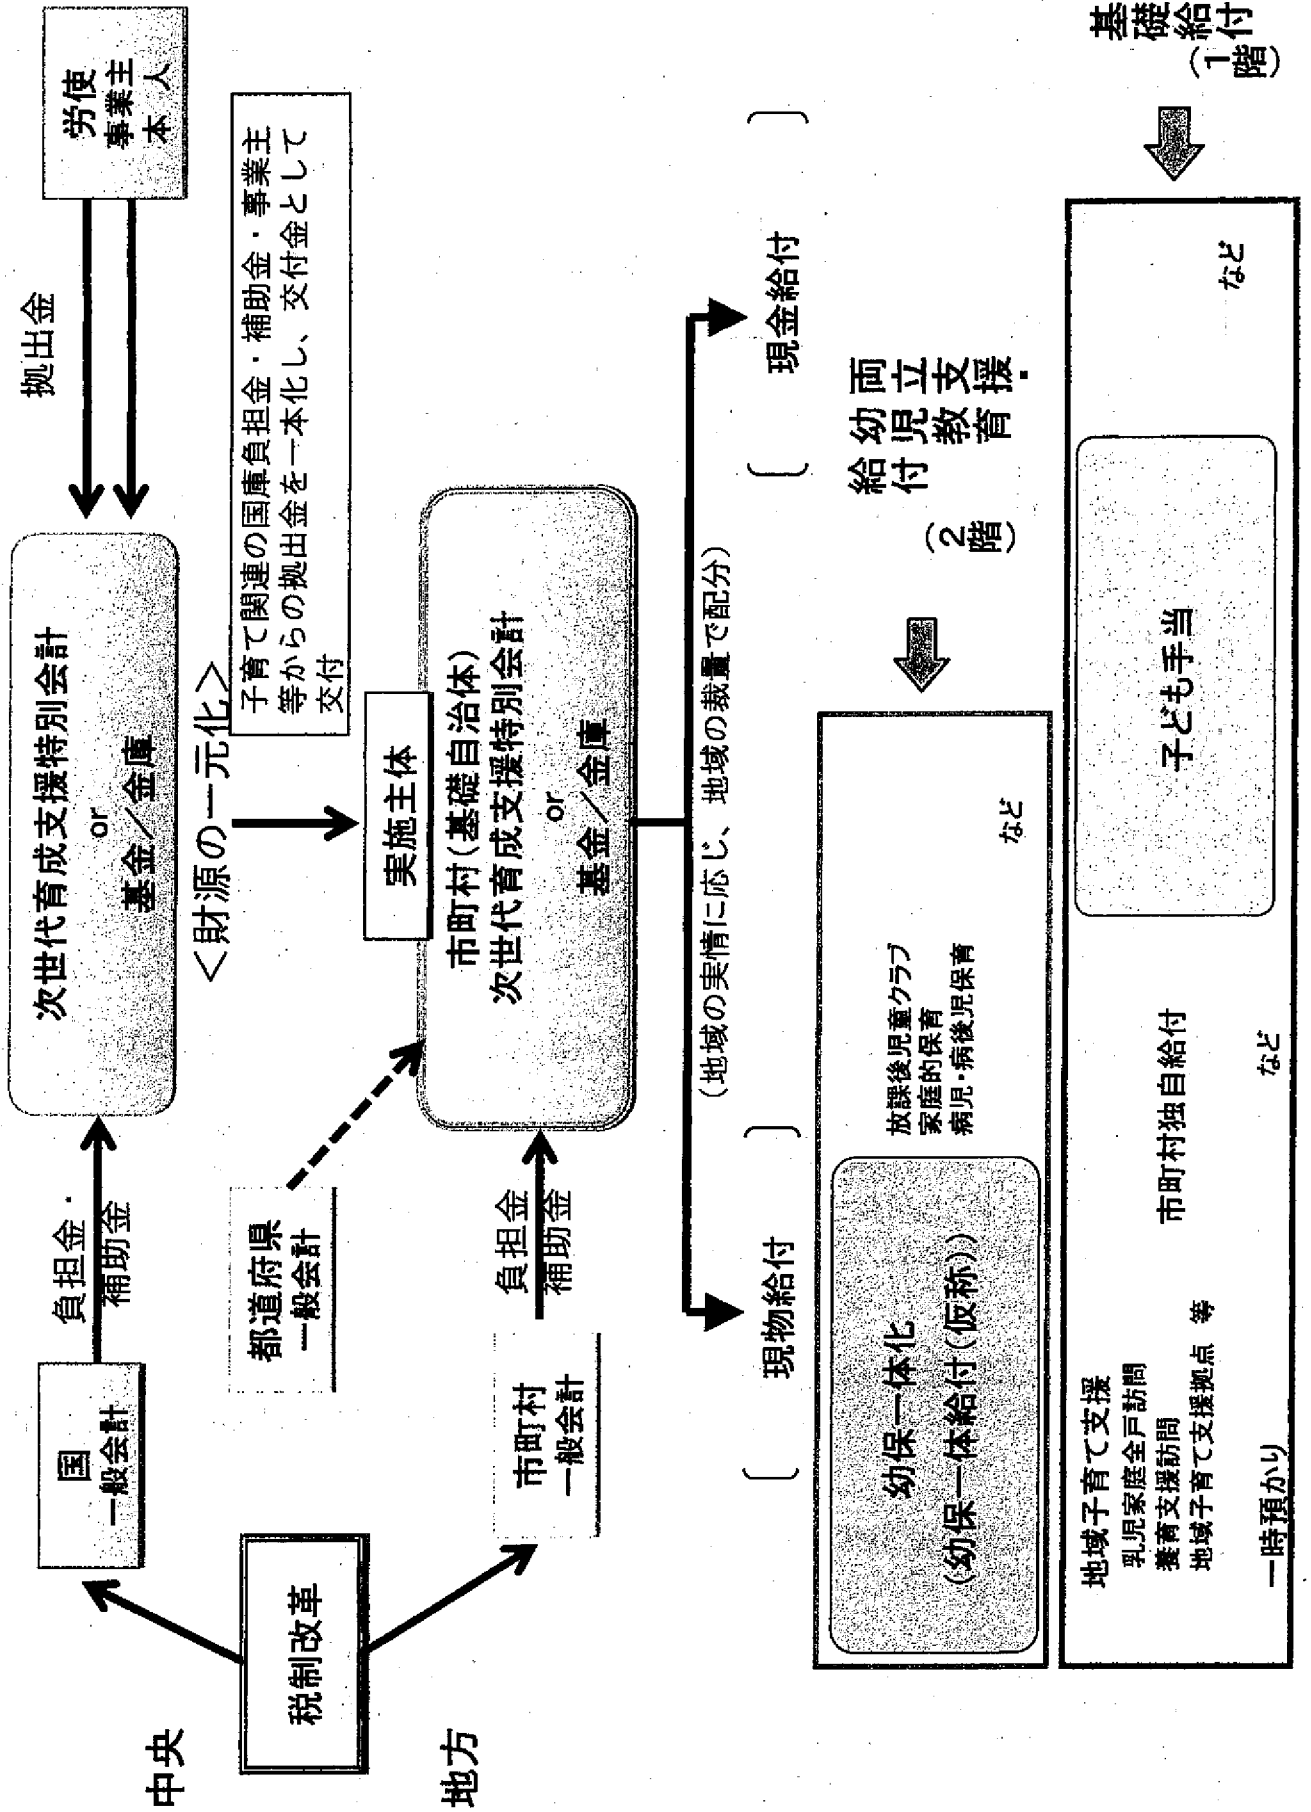 中央
地方
税制改革
国
一般会計
負担金・
補助金
次世代育成支援特別会計
or
基金／金庫
拠出金
労使
事業主
本 人
＜財源の一元化＞
子育て関連の国庫負担金・補助金・事業主
等からの拠出金を一本化し、交付金として
交付
都道府県
一般会計
市町村
一般会計
負担金
補助金
実施主体
市町村（基礎自治体）
次世代育成支援特別会計
or
基金／金庫
（地域の実情に応じ、地域の裁量で配分）
現物給付
現金給付
幼保一体化
（幼保一体給付（仮称））
放課後児童クラブ
家庭的保育
病児・病後児保育
など
両立支援・
幼児教育
給付
（2階）
地域子育て支援
乳児家庭全戸訪問
養育支援訪問
地域子育て支援拠点 等
一時預かり
市町村独自給付
など
子ども手当
など
基礎給付
（1階）